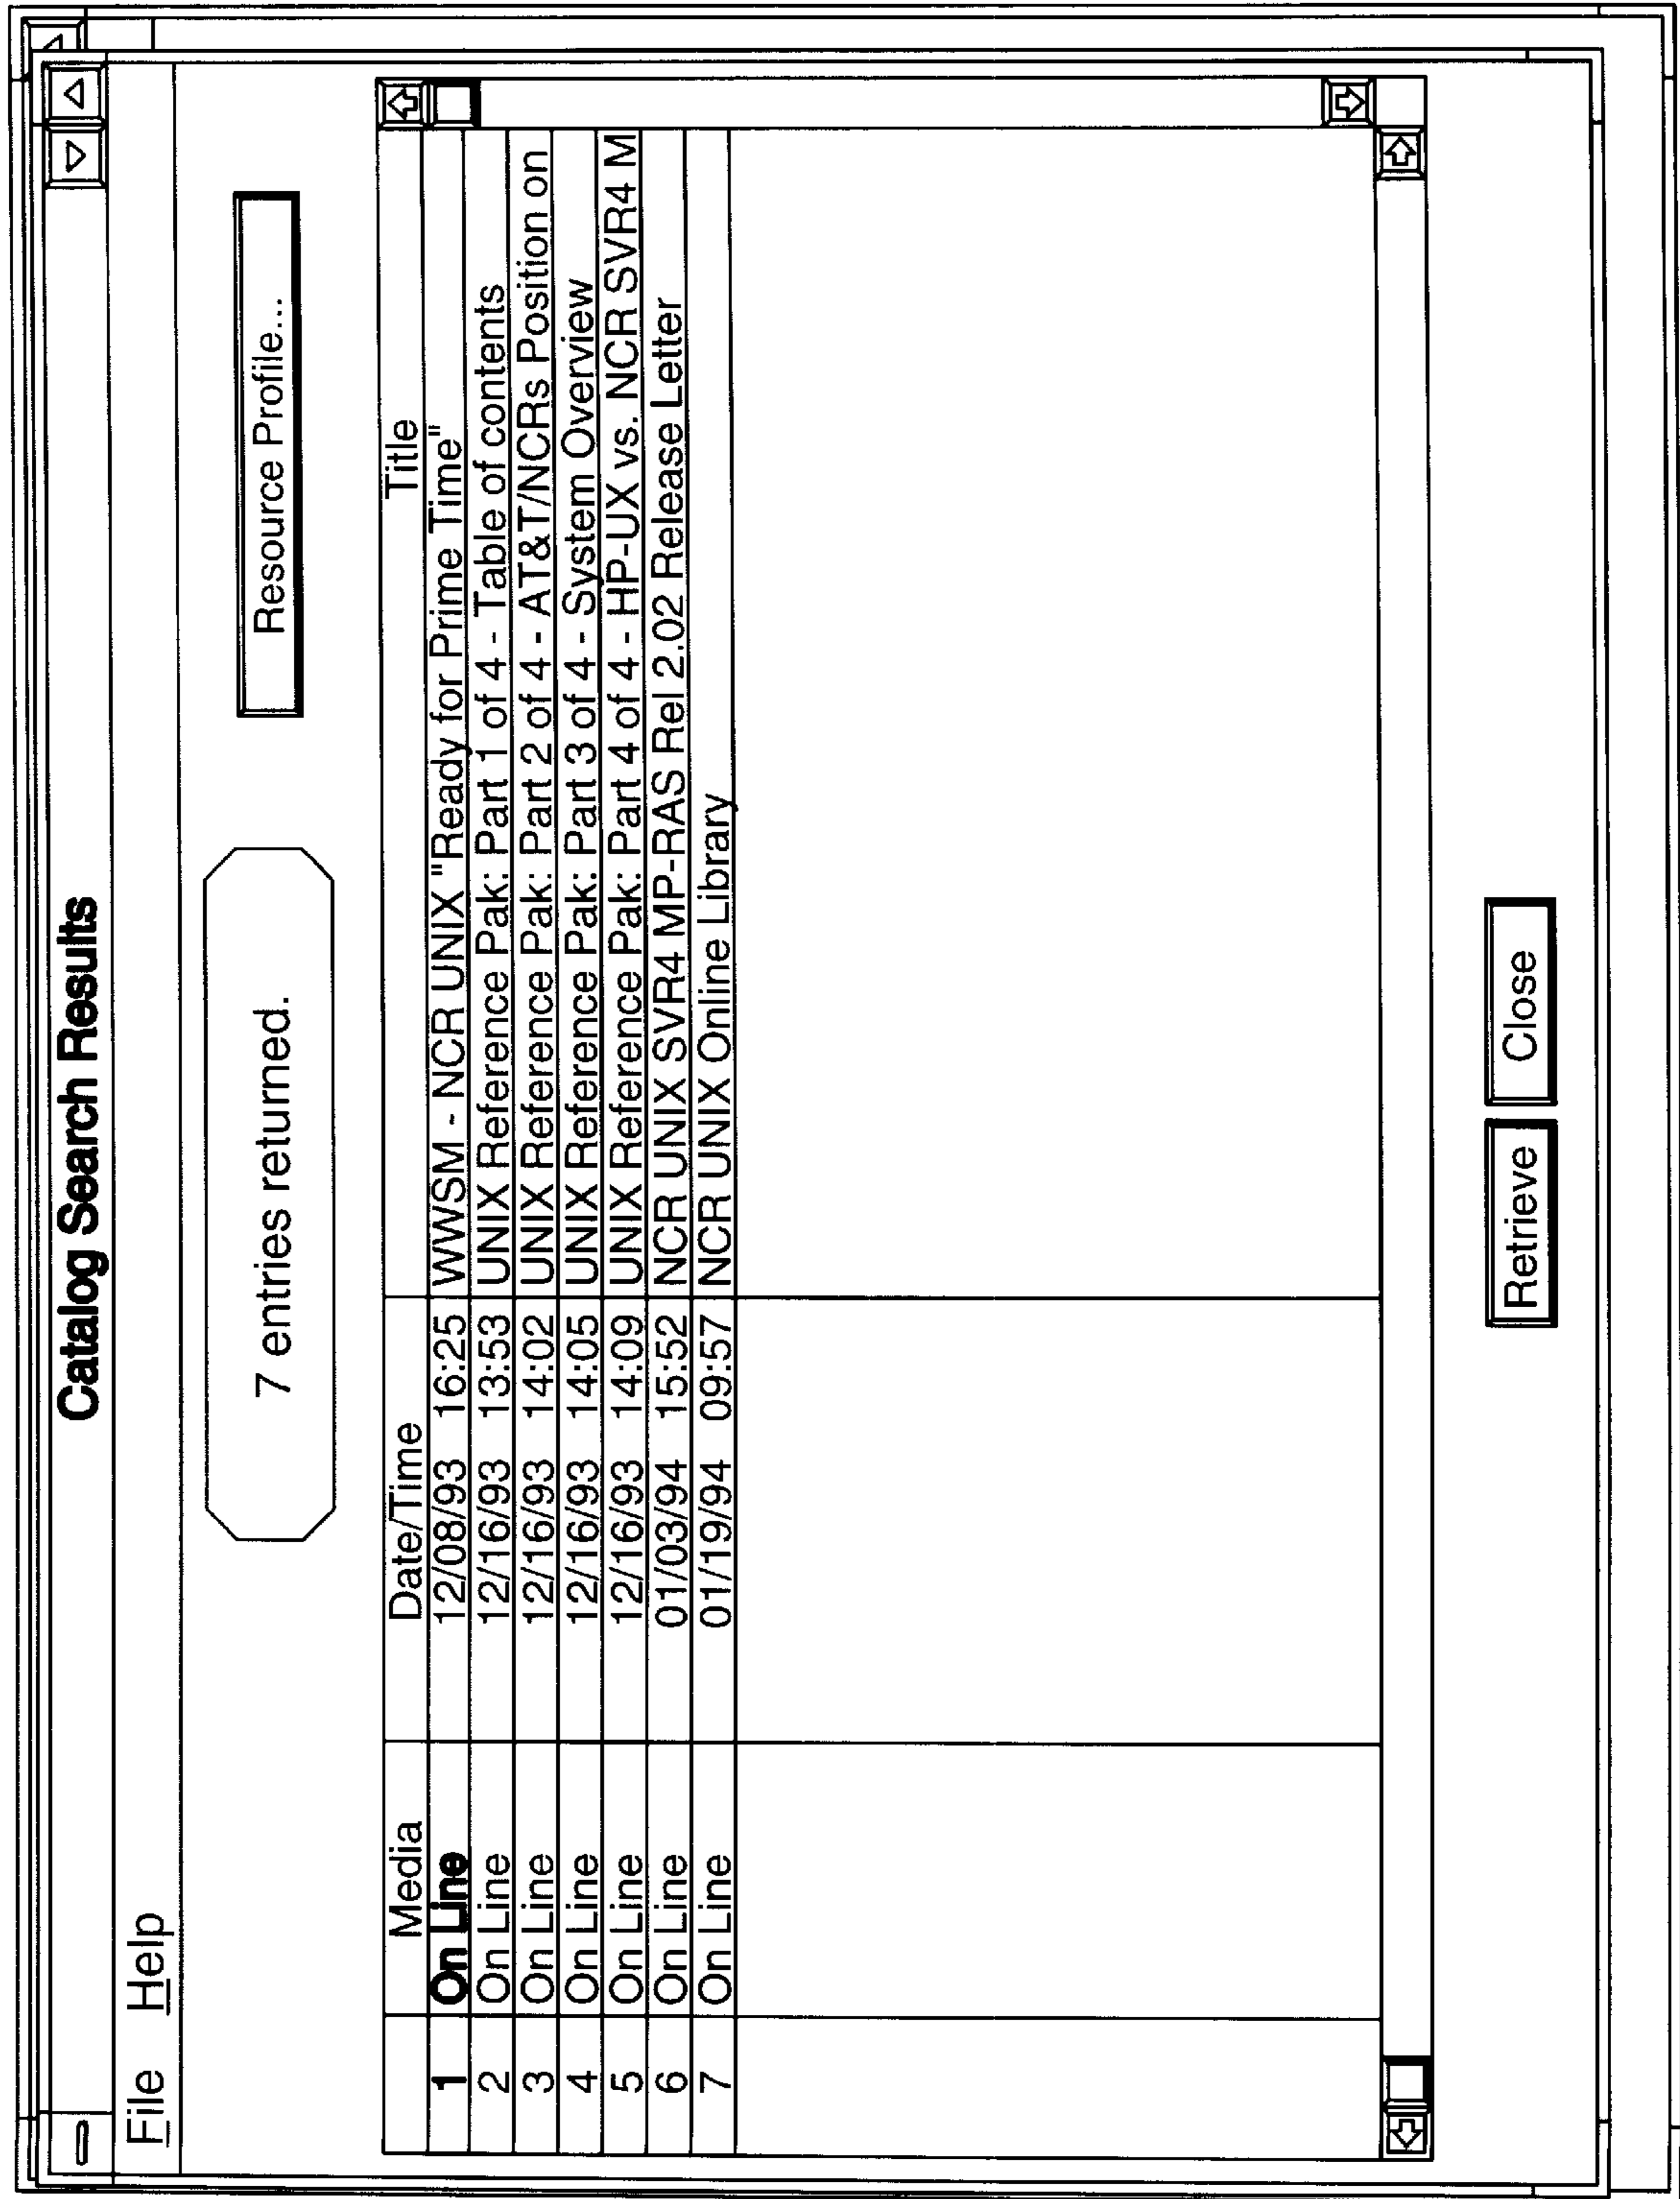 Catalog Search Results
File Help
7 entries returned. Resource Profile...
Media Date/Time Title
1 On Line 12/08/93 16:25 WWSM - NCR UNIX "Ready for Prime Time"
2 On Line 12/16/93 13:53 UNIX Reference Pak: Part 1 of 4 - Table of contents
3 On Line 12/16/93 14:02 UNIX Reference Pak: Part 2 of 4 - AT&T/NCRs Position on
4 On Line 12/16/93 14:05 UNIX Reference Pak: Part 3 of 4 - System Overview
5 On Line 12/16/93 14:09 UNIX Reference Pak: Part 4 of 4 - HP-UX vs. NCR SVR4 M
6 On Line 01/03/94 15:52 NCR UNIX SVR4 MP-RAS Rel 2.02 Release Letter
7 On Line 01/19/94 09:57 NCR UNIX Online Library
Retrieve Close